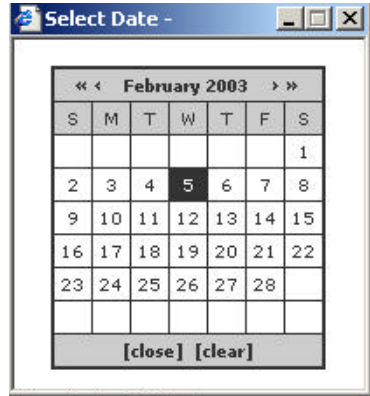 Select Date -
« ‹ February 2003 › »
S M T W T F S
1
2 3 4 5 6 7 8
9 10 11 12 13 14 15
16 17 18 19 20 21 22
23 24 25 26 27 28
[close] [clear]